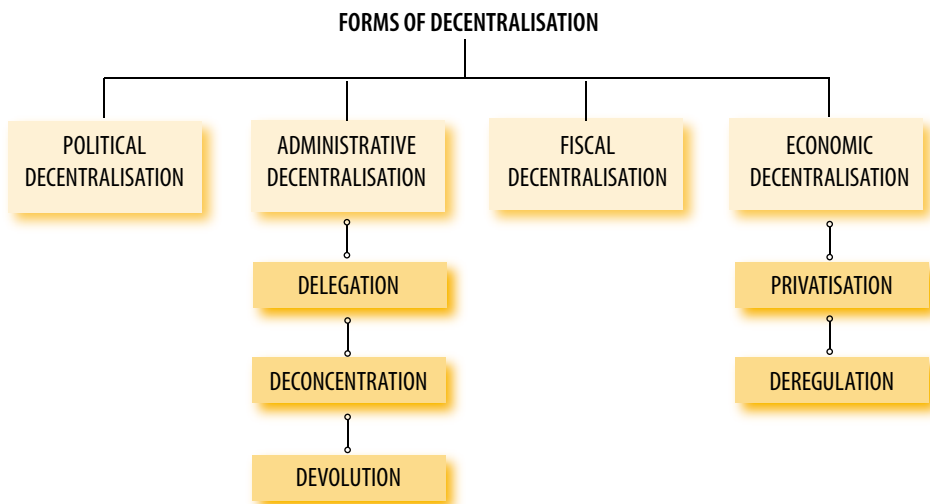 FORMS OF DECENTRALISATION
POLITICAL
DECENTRALISATION
ADMINISTRATIVE
DECENTRALISATION
FISCAL
DECENTRALISATION
ECONOMIC
DECENTRALISATION
DELEGATION
DECONCENTRATION
DEVOLUTION
PRIVATISATION
DEREGULATION